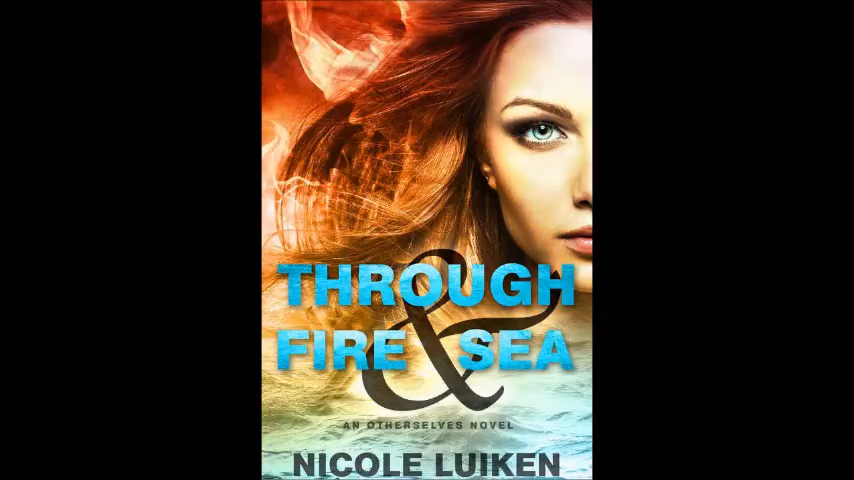 THROUGH
FIRE & SEA
AN OTHERSELVES NOVEL
NICOLE LUIKEN